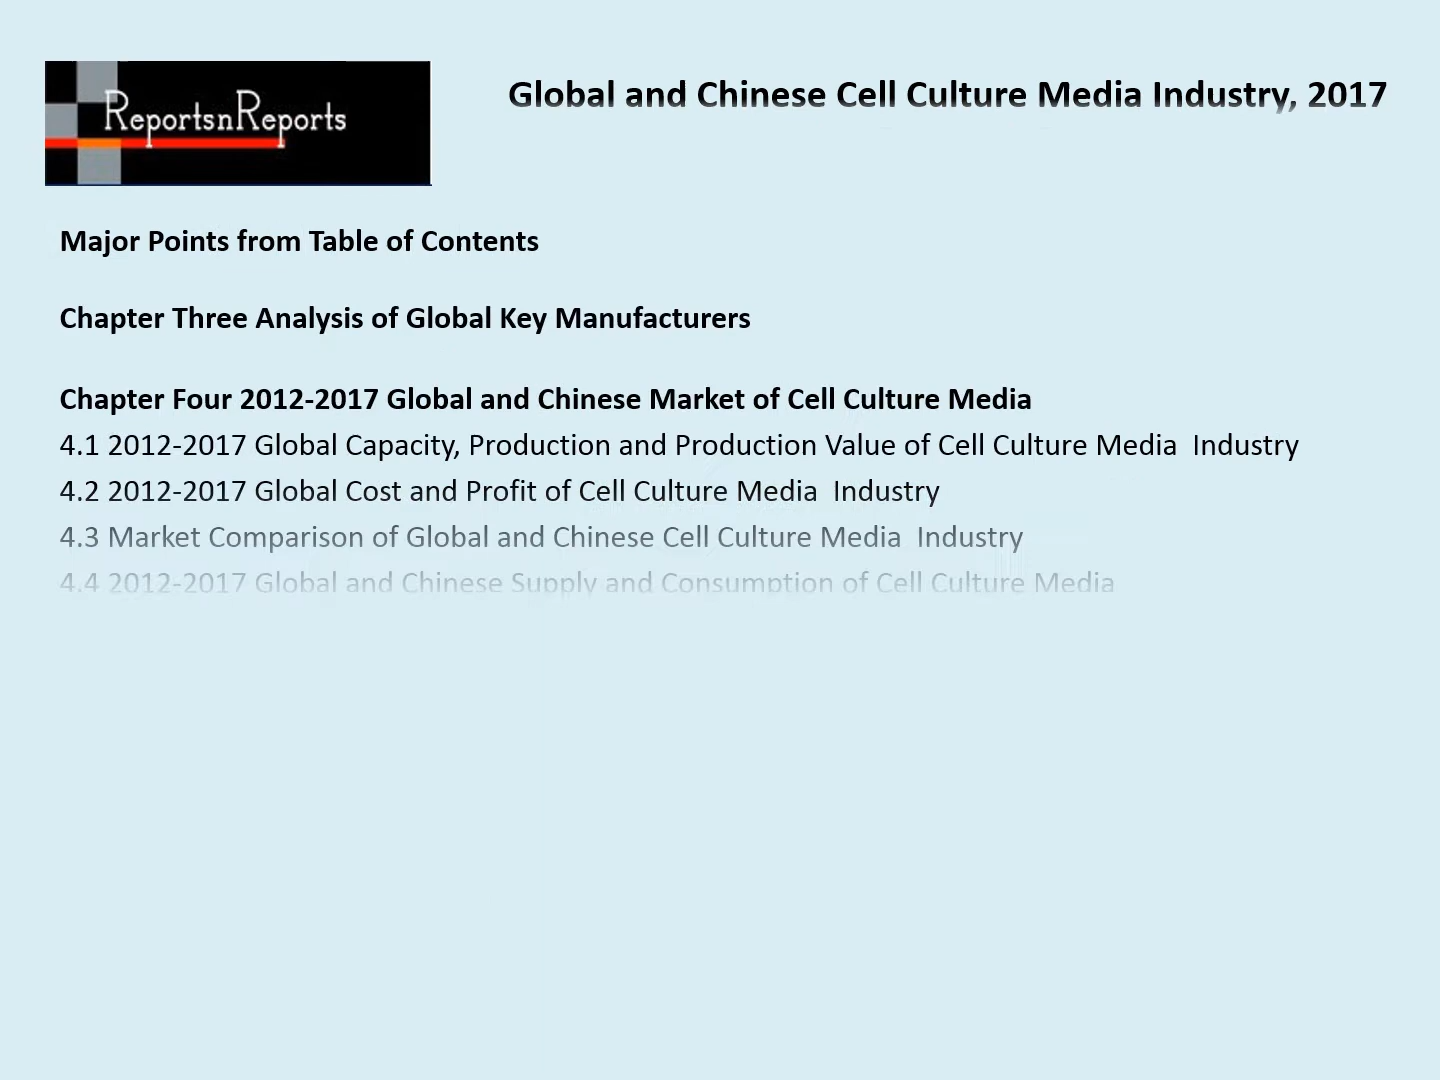 ReportsnReports
Global and Chinese Cell Culture Media Industry, 2017
Major Points from Table of Contents
Chapter Three Analysis of Global Key Manufacturers
Chapter Four 2012-2017 Global and Chinese Market of Cell Culture Media
4.1 2012-2017 Global Capacity, Production and Production Value of Cell Culture Media  Industry
4.2 2012-2017 Global Cost and Profit of Cell Culture Media  Industry
4.3 Market Comparison of Global and Chinese Cell Culture Media  Industry
4.4 2012-2017 Global and Chinese Supply and Consumption of Cell Culture Media